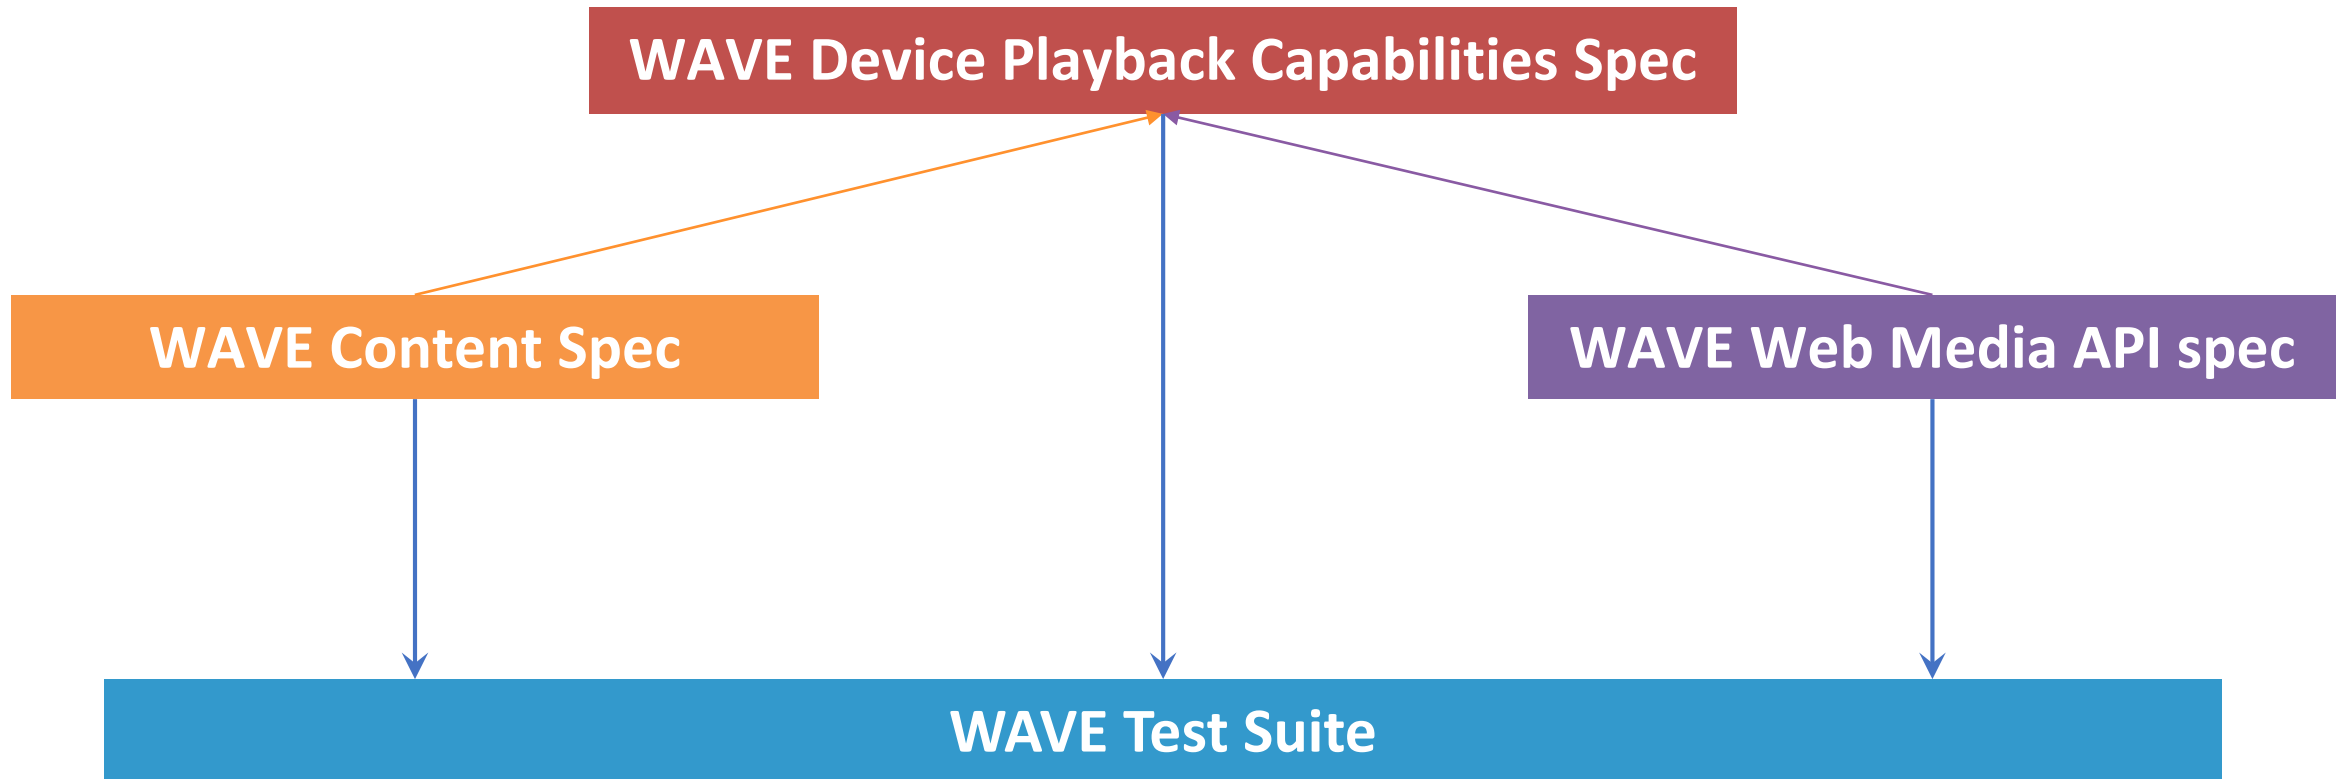 WAVE Device Playback Capabilities Spec
WAVE Content Spec
WAVE Web Media API spec
WAVE Test Suite